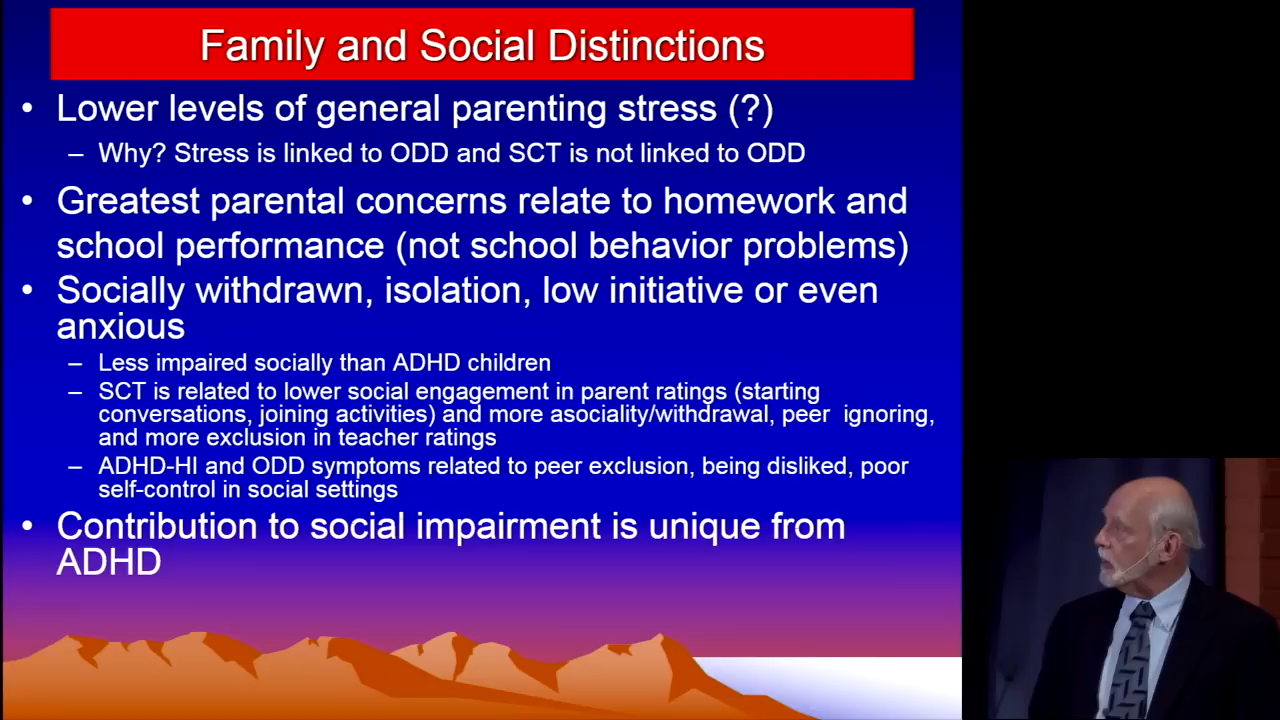 Family and Social Distinctions
• Lower levels of general parenting stress (?)
– Why? Stress is linked to ODD and SCT is not linked to ODD
• Greatest parental concerns relate to homework and
school performance (not school behavior problems)
• Socially withdrawn, isolation, low initiative or even
anxious
– Less impaired socially than ADHD children
– SCT is related to lower social engagement in parent ratings (starting
conversations, joining activities) and more asociality/withdrawal, peer ignoring,
and more exclusion in teacher ratings
– ADHD-HI and ODD symptoms related to peer exclusion, being disliked, poor
self-control in social settings
• Contribution to social impairment is unique from
ADHD